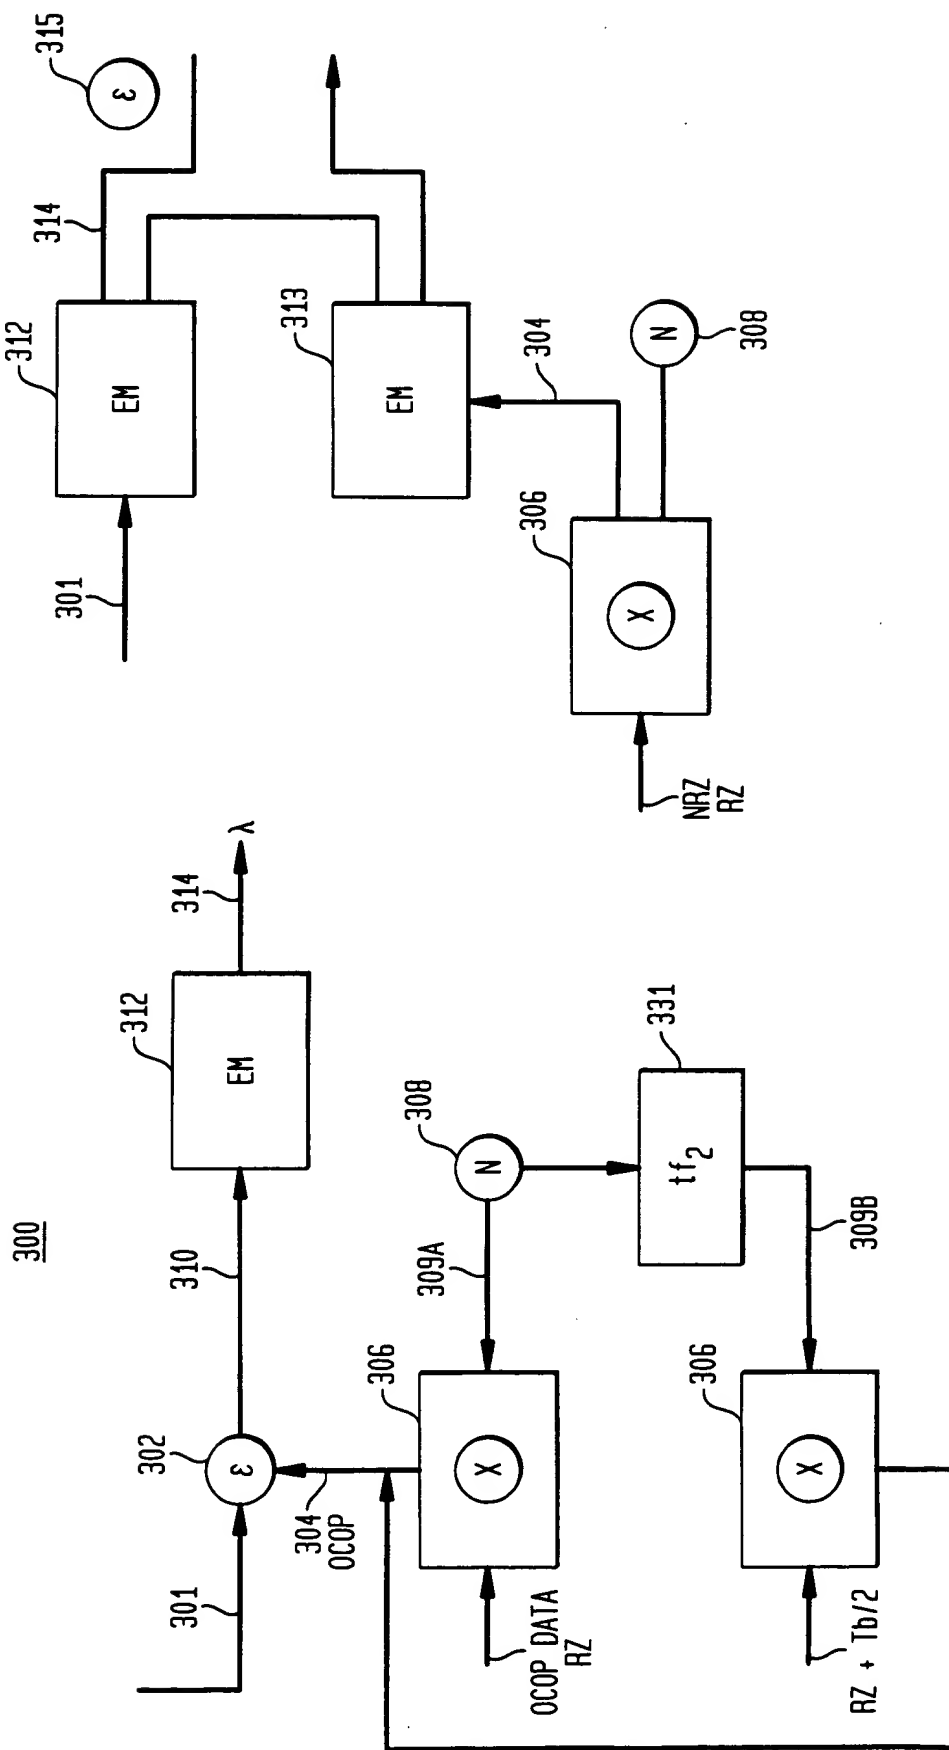 300
301
302
ε
310
312
EM
314
λ
304
OCOP
306
X
309A
308
N
OCOP DATA
RZ
331
tf2
306
X
309B
RZ + Tb/2
301
312
EM
314
315
ε
313
EM
304
306
X
N
308
NRZ
RZ